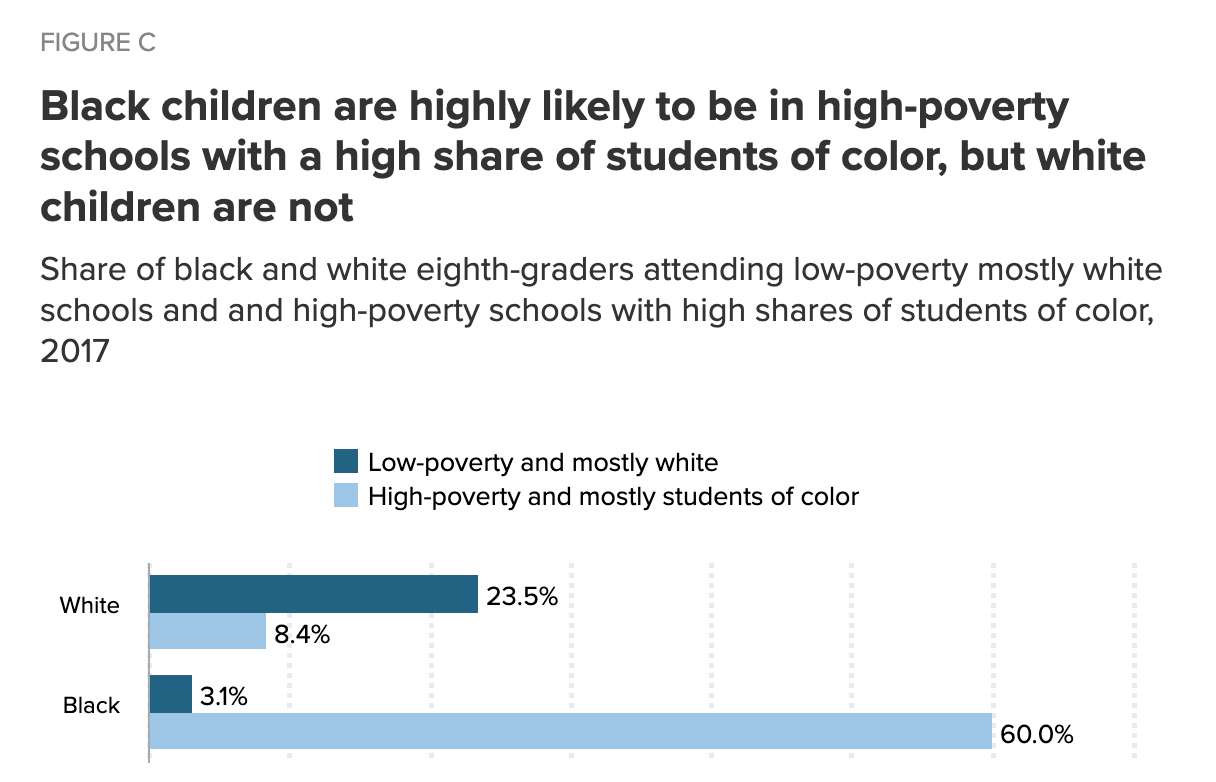 FIGURE C
Black children are highly likely to be in high-poverty
schools with a high share of students of color, but white
children are not
Share of black and white eighth-graders attending low-poverty mostly white
schools and and high-poverty schools with high shares of students of color,
2017
Low-poverty and mostly white
High-poverty and mostly students of color
White
23.5%
8.4%
Black
3.1%
60.0%